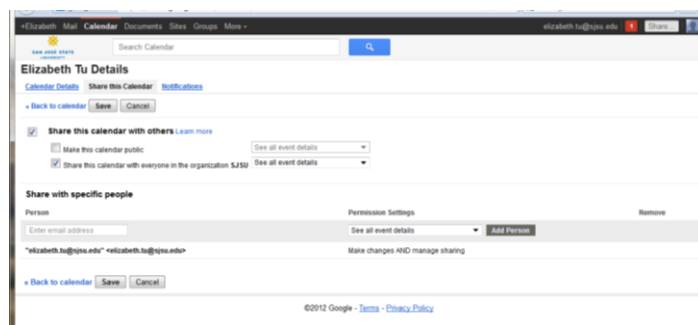 +Elizabeth Mail Calendar Documents Sites Groups More
elizabeth.tu@sjsu.edu 1 Share...
SAN JOSÉ STATE UNIVERSITY
Search Calendar
Elizabeth Tu Details
Calendar Details Share this Calendar Notifications
« Back to calendar Save Cancel
Share this calendar with others Learn more
Make this calendar public See all event details
Share this calendar with everyone in the organization SJSU See all event details
Share with specific people
Person Permission Settings Remove
Enter email address See all event details Add Person
"elizabeth.tu@sjsu.edu" <elizabeth.tu@sjsu.edu> Make changes AND manage sharing
« Back to calendar Save Cancel
©2012 Google - Terms - Privacy Policy